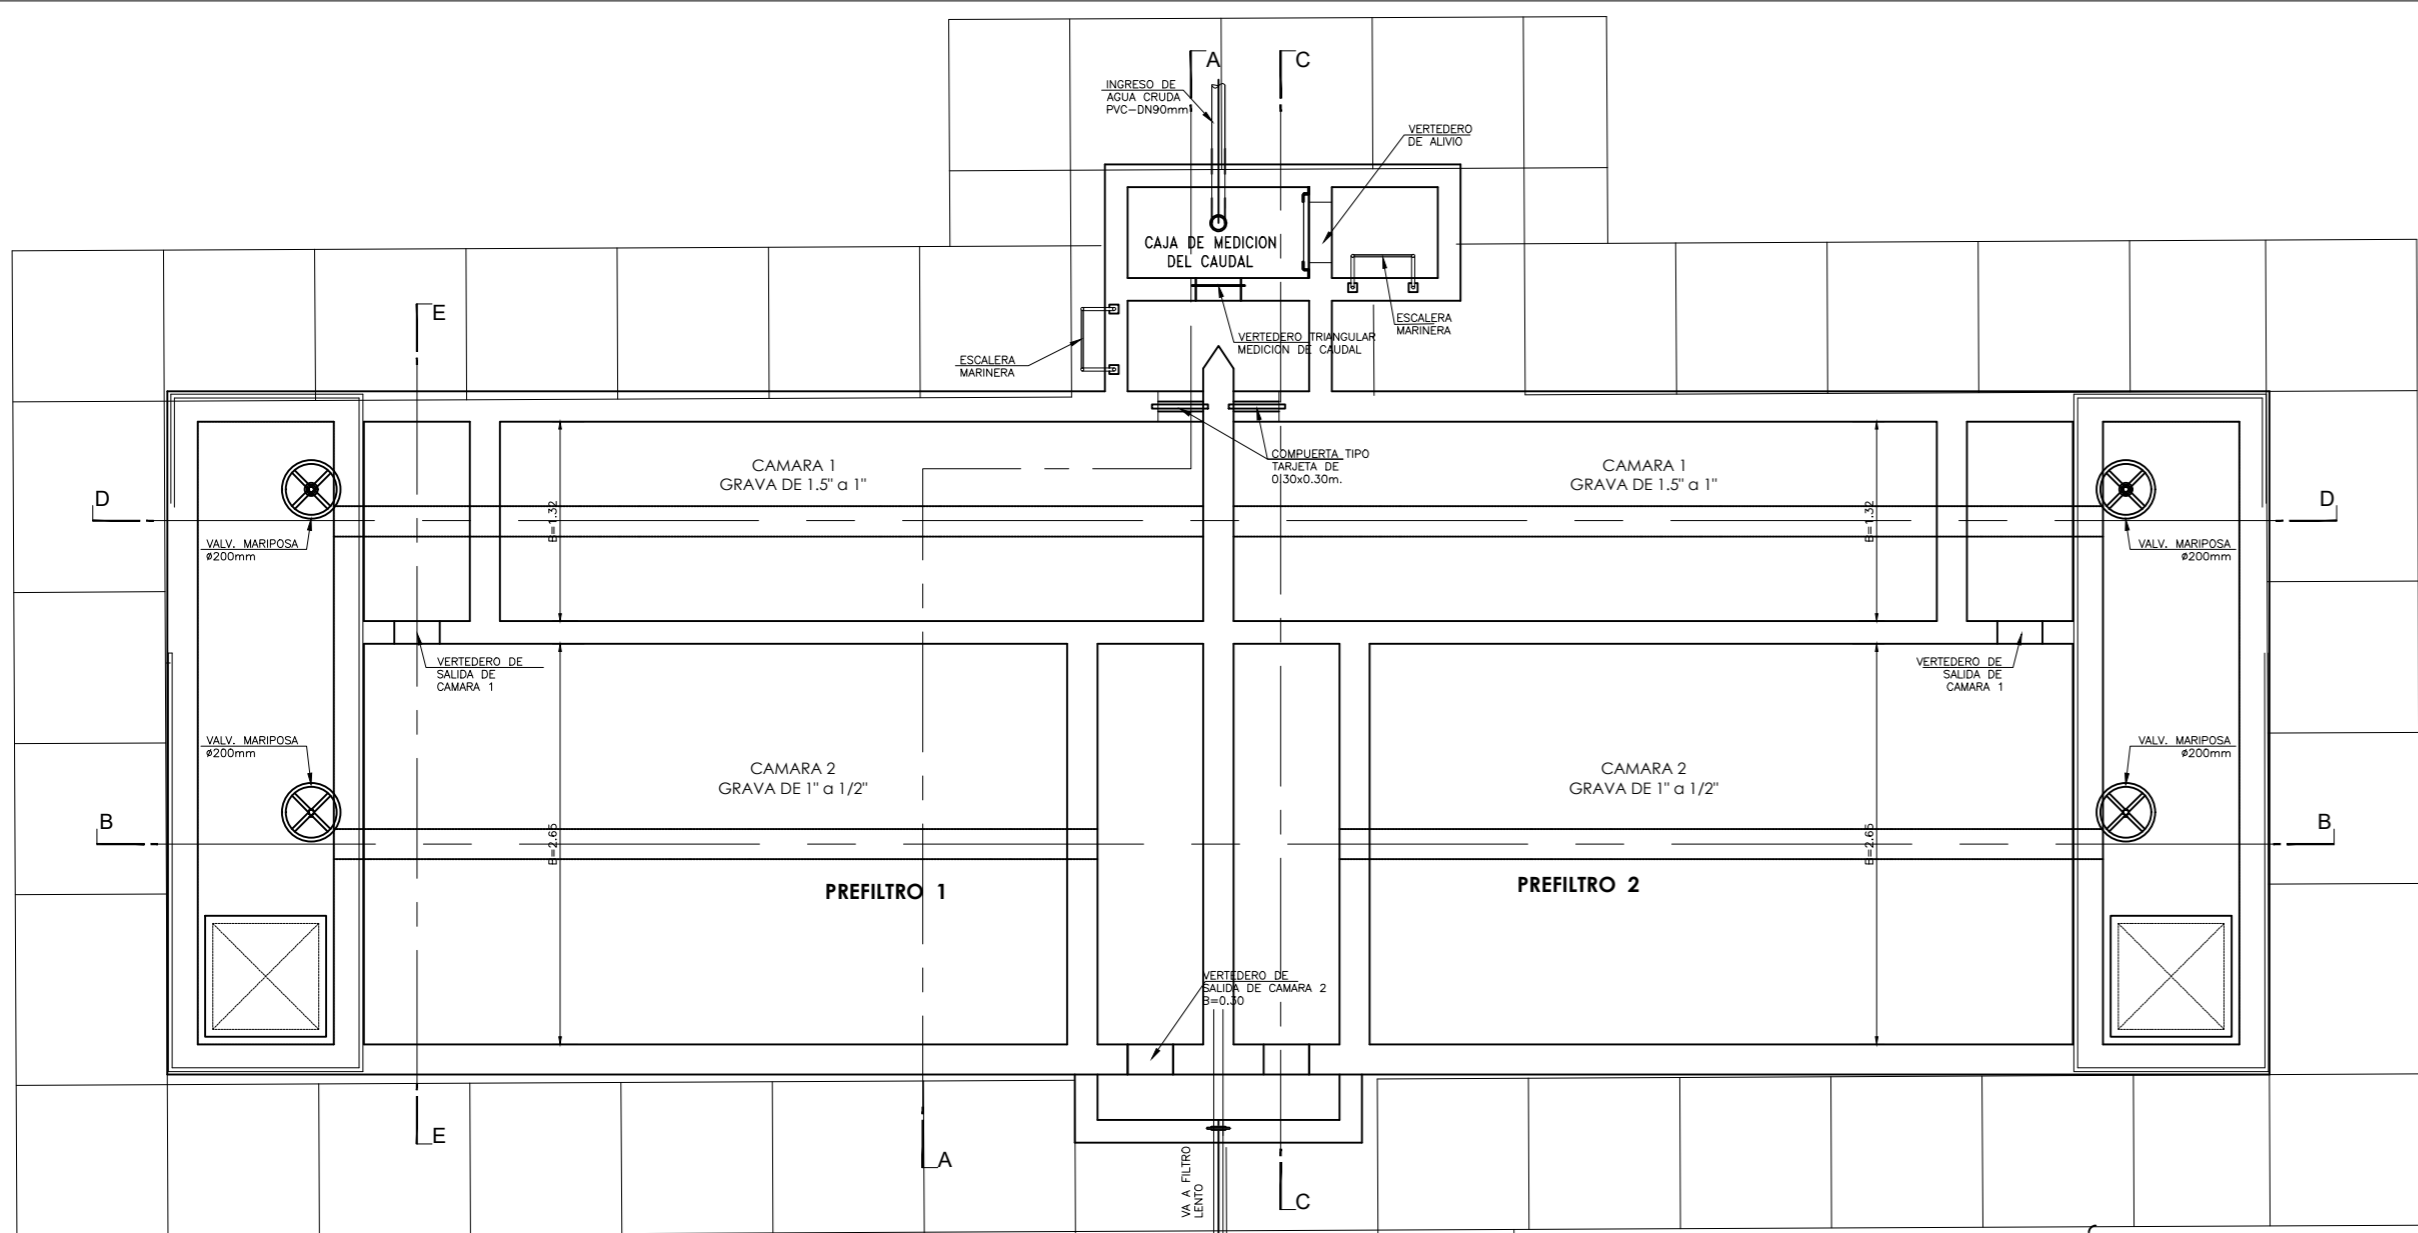 A
C
INGRESO DE
AGUA CRUDA
PVC-DN90mm
VERTEDERO
DE ALIVIO
CAJA DE MEDICION
DEL CAUDAL
E
ESCALERA
MARINERA
VERTEDERO TRIANGULAR
MEDICION DE CAUDAL
ESCALERA
MARINERA
COMPUERTA TIPO
TARJETA DE
0.30x0.30m.
CAMARA 1
GRAVA DE 1.5" a 1"
CAMARA 1
GRAVA DE 1.5" a 1"
D
D
B=1.32
B=1.32
VALV. MARIPOSA
ø200mm
VALV. MARIPOSA
ø200mm
VERTEDERO DE
SALIDA DE
CAMARA 1
VERTEDERO DE
SALIDA DE
CAMARA 1
VALV. MARIPOSA
ø200mm
VALV. MARIPOSA
ø200mm
CAMARA 2
GRAVA DE 1" a 1/2"
CAMARA 2
GRAVA DE 1" a 1/2"
B
B
B=2.65
B=2.65
PREFILTRO 1
PREFILTRO 2
VERTEDERO DE
SALIDA DE CAMARA 2
B=0.30
E
A
VA A FILTRO
LENTO
C